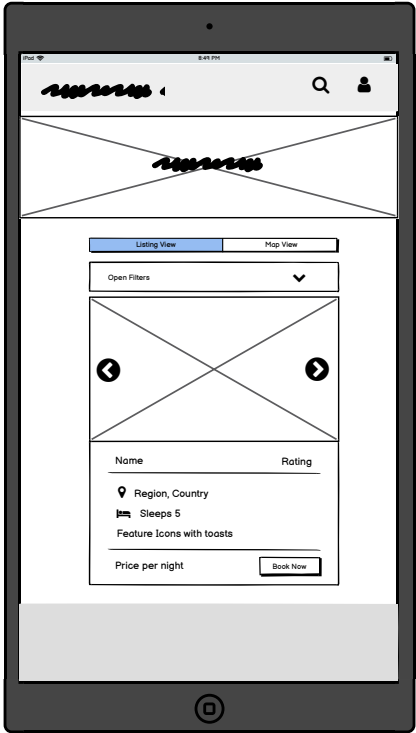 iPad
8:49 PM
Listing View Map View
Open Filters
Name Rating
Region, Country
Sleeps 5
Feature Icons with toasts
Price per night Book Now